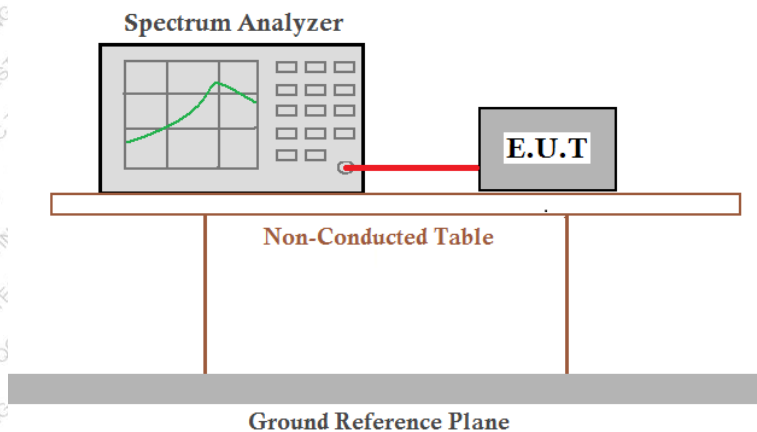 Spectrum Analyzer
E.U.T
Non-Conducted Table
Ground Reference Plane